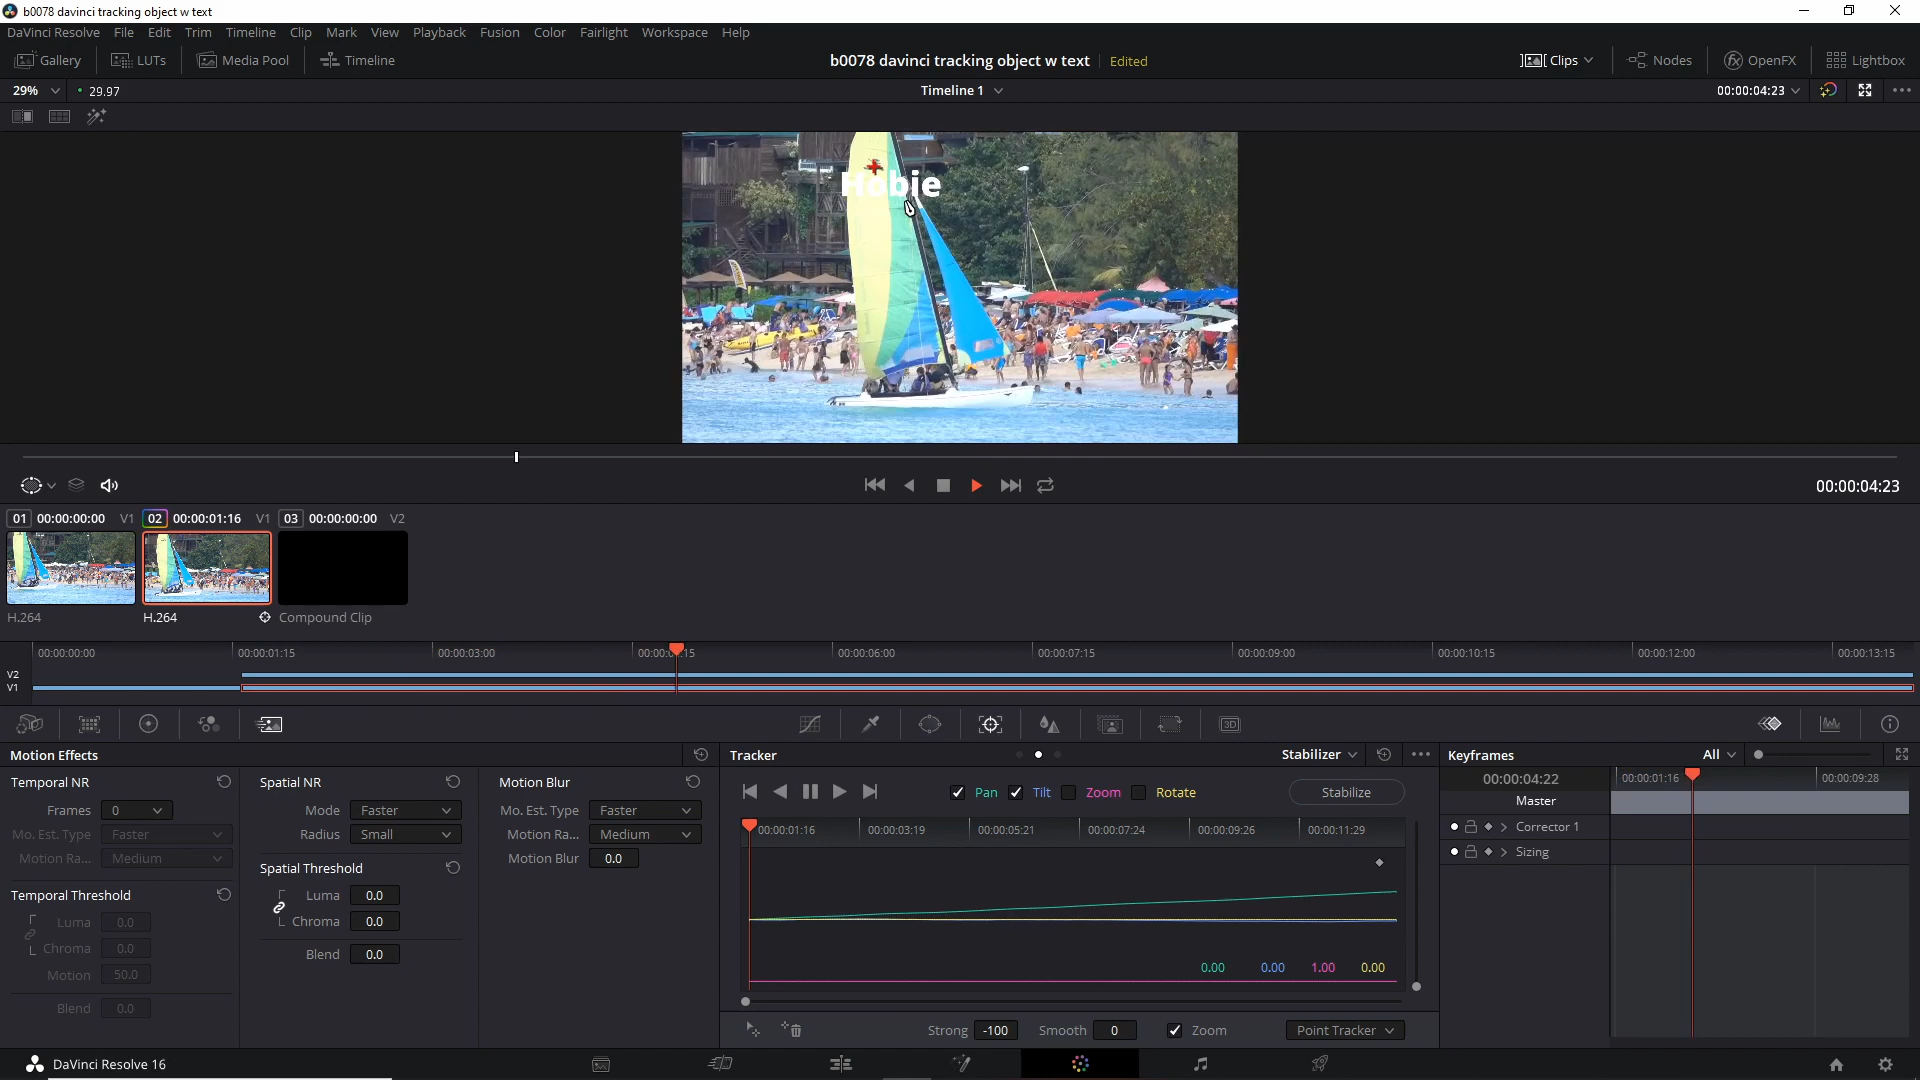 b0078 davinci tracking object w text
DaVinci Resolve File Edit Trim Timeline Clip Mark View Playback Fusion Color Fairlight Workspace Help
Gallery LUTs Media Pool Timeline b0078 davinci tracking object w text Edited Clips Nodes OpenFX Lightbox
29% 29.97 Timeline 1 00:00:04:23
Hobie
00:00:04:23
01 00:00:00:00 V1 02 00:00:01:16 V1 03 00:00:00:00 V2
H.264 H.264 Compound Clip
00:00:00:00 00:00:01:15 00:00:03:00 00:00:06:00 00:00:07:15 00:00:09:00 00:00:10:15 00:00:12:00 00:00:13:15
V2
V1
3D
Motion Effects Tracker Stabilizer Keyframes All
Temporal NR Spatial NR Motion Blur 00:00:04:22 00:00:01:16 00:00:09:28
Frames 0 Mode Faster Mo. Est. Type Faster Pan Tilt Zoom Rotate Stabilize Master
Mo. Est. Type Faster Radius Small Motion Ra... Medium 00:00:01:16 00:00:03:19 00:00:05:21 00:00:07:24 00:00:09:26 00:00:11:29 Corrector 1
Motion Ra... Medium Motion Blur 0.0 Sizing
Spatial Threshold
Temporal Threshold Luma 0.0
Luma 0.0 Chroma 0.0
Chroma 0.0 Blend 0.0
Motion 50.0 0.00 0.00 1.00 0.00
Blend 0.0
Strong -100 Smooth 0 Zoom Point Tracker
DaVinci Resolve 16